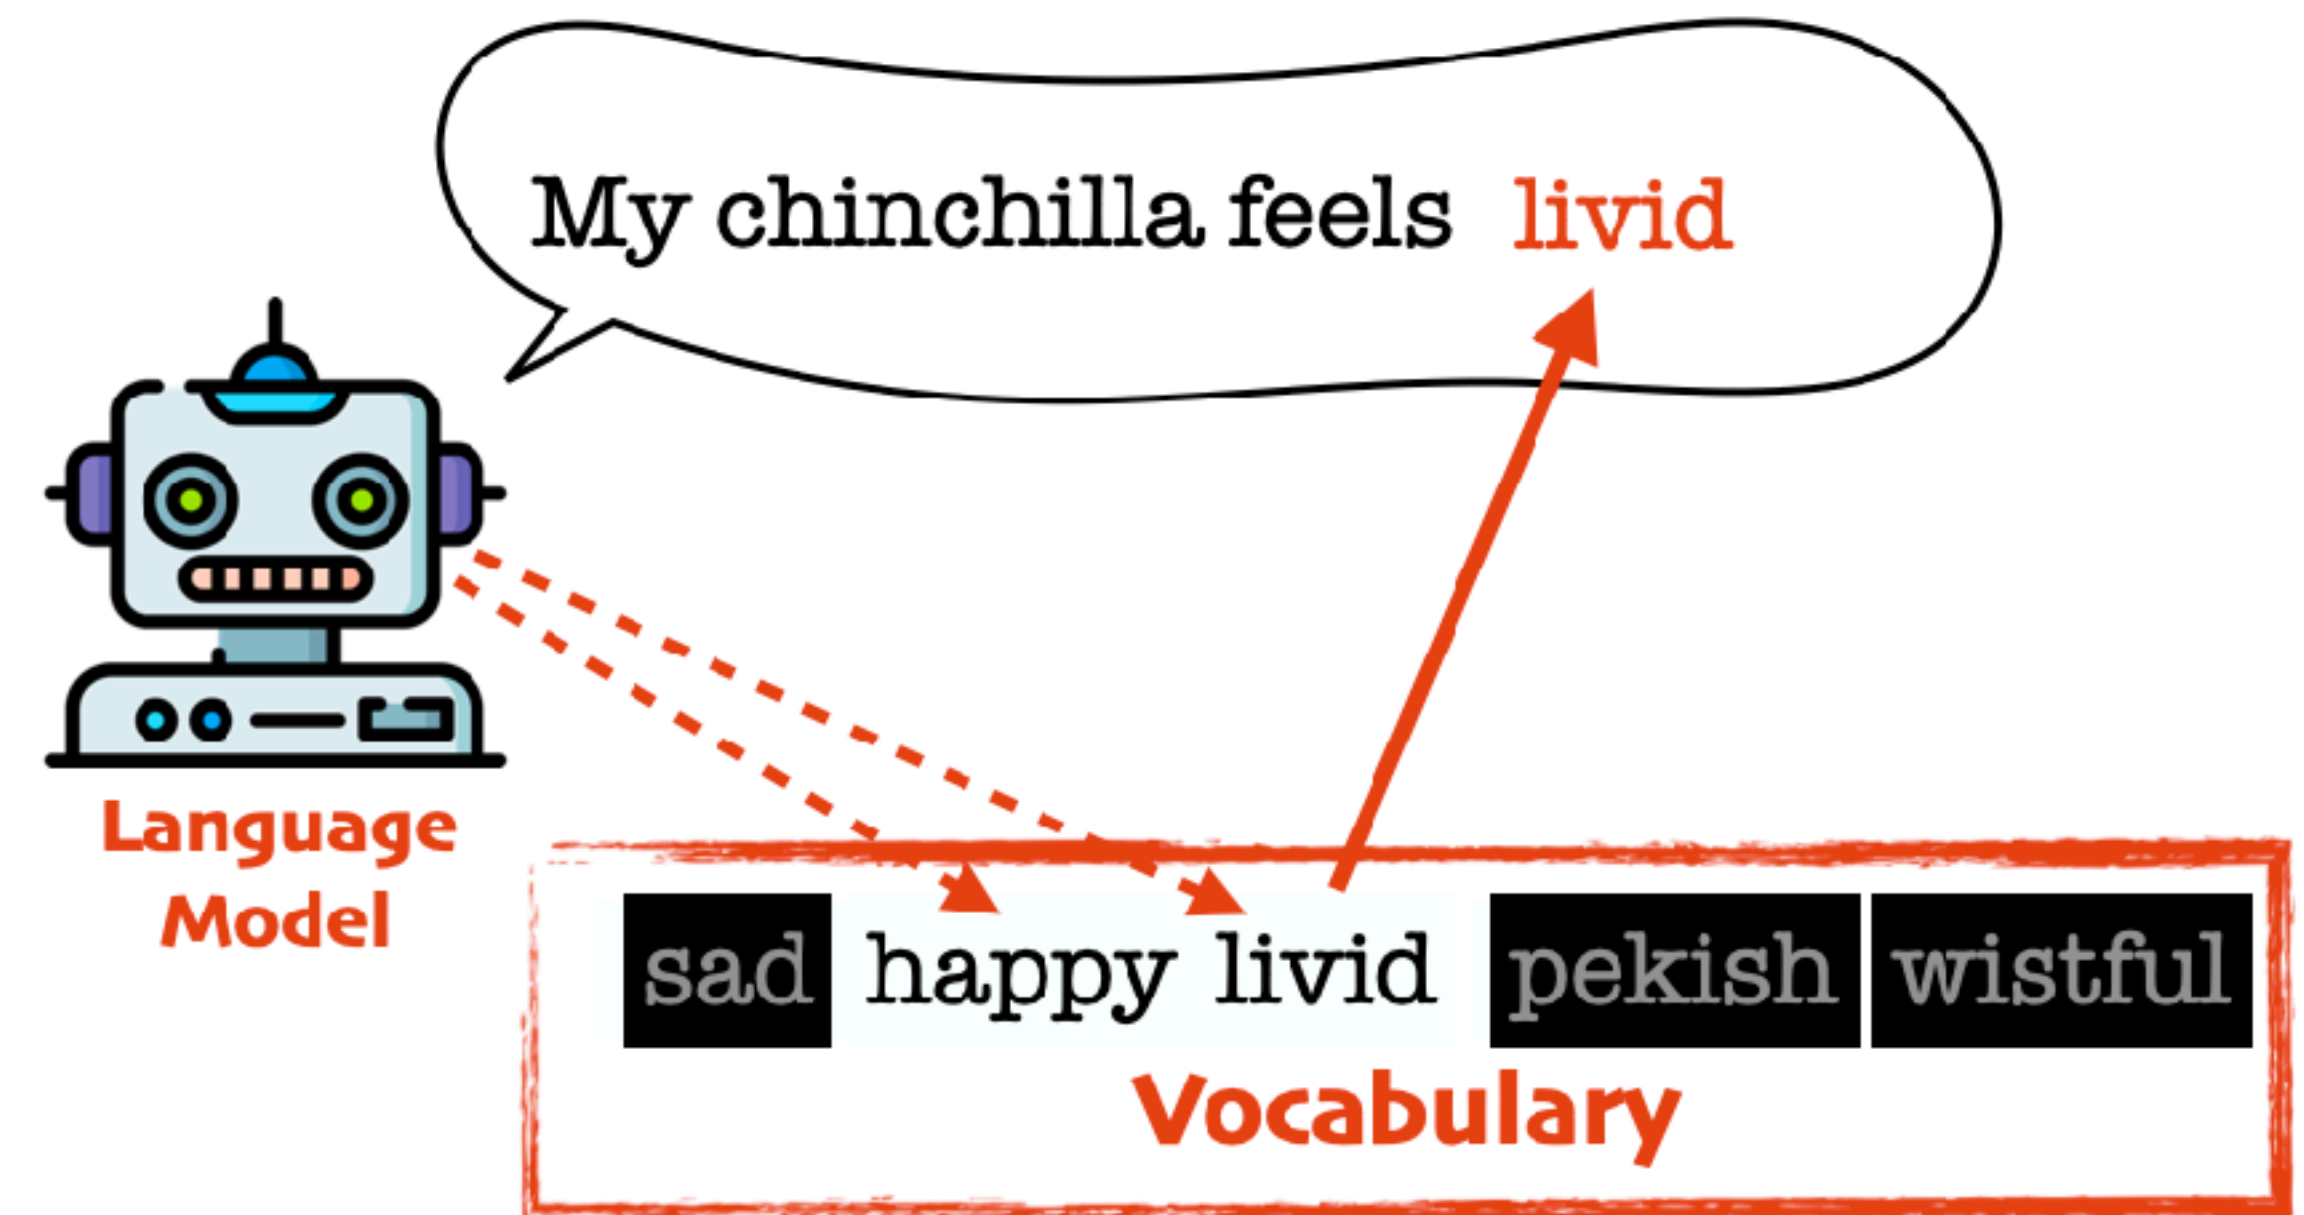 My chinchilla feels livid
Language
Model
sad happy livid pekish wistful
Vocabulary